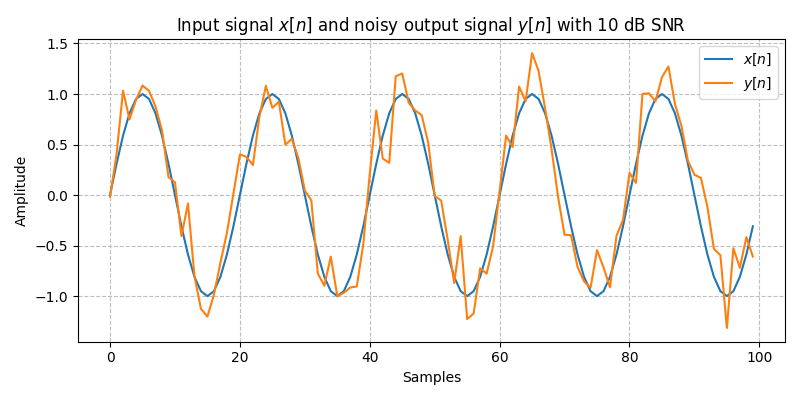 Input signal x[n] and noisy output signal y[n] with 10 dB SNR
1.5
1.0
0.5
0.0
−0.5
−1.0
Amplitude
x[n]
y[n]
0 20 40 60 80 100
Samples